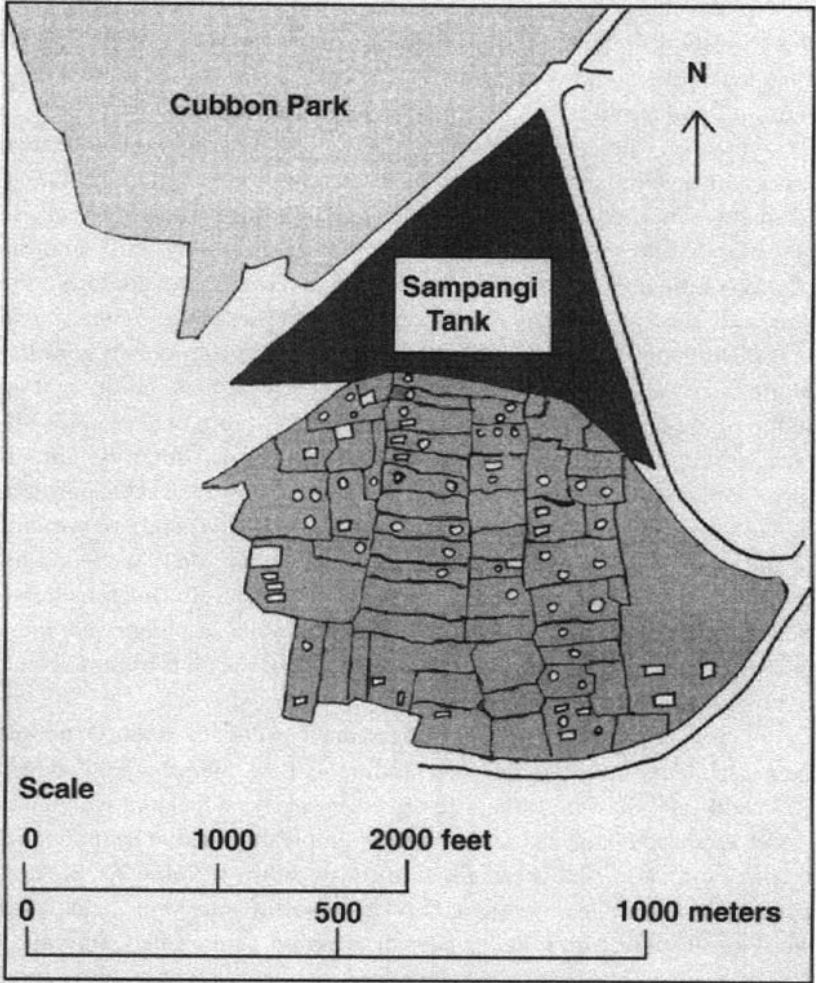 Cubbon Park
N
Sampangi
Tank
Scale
0 1000 2000 feet
0 500 1000 meters